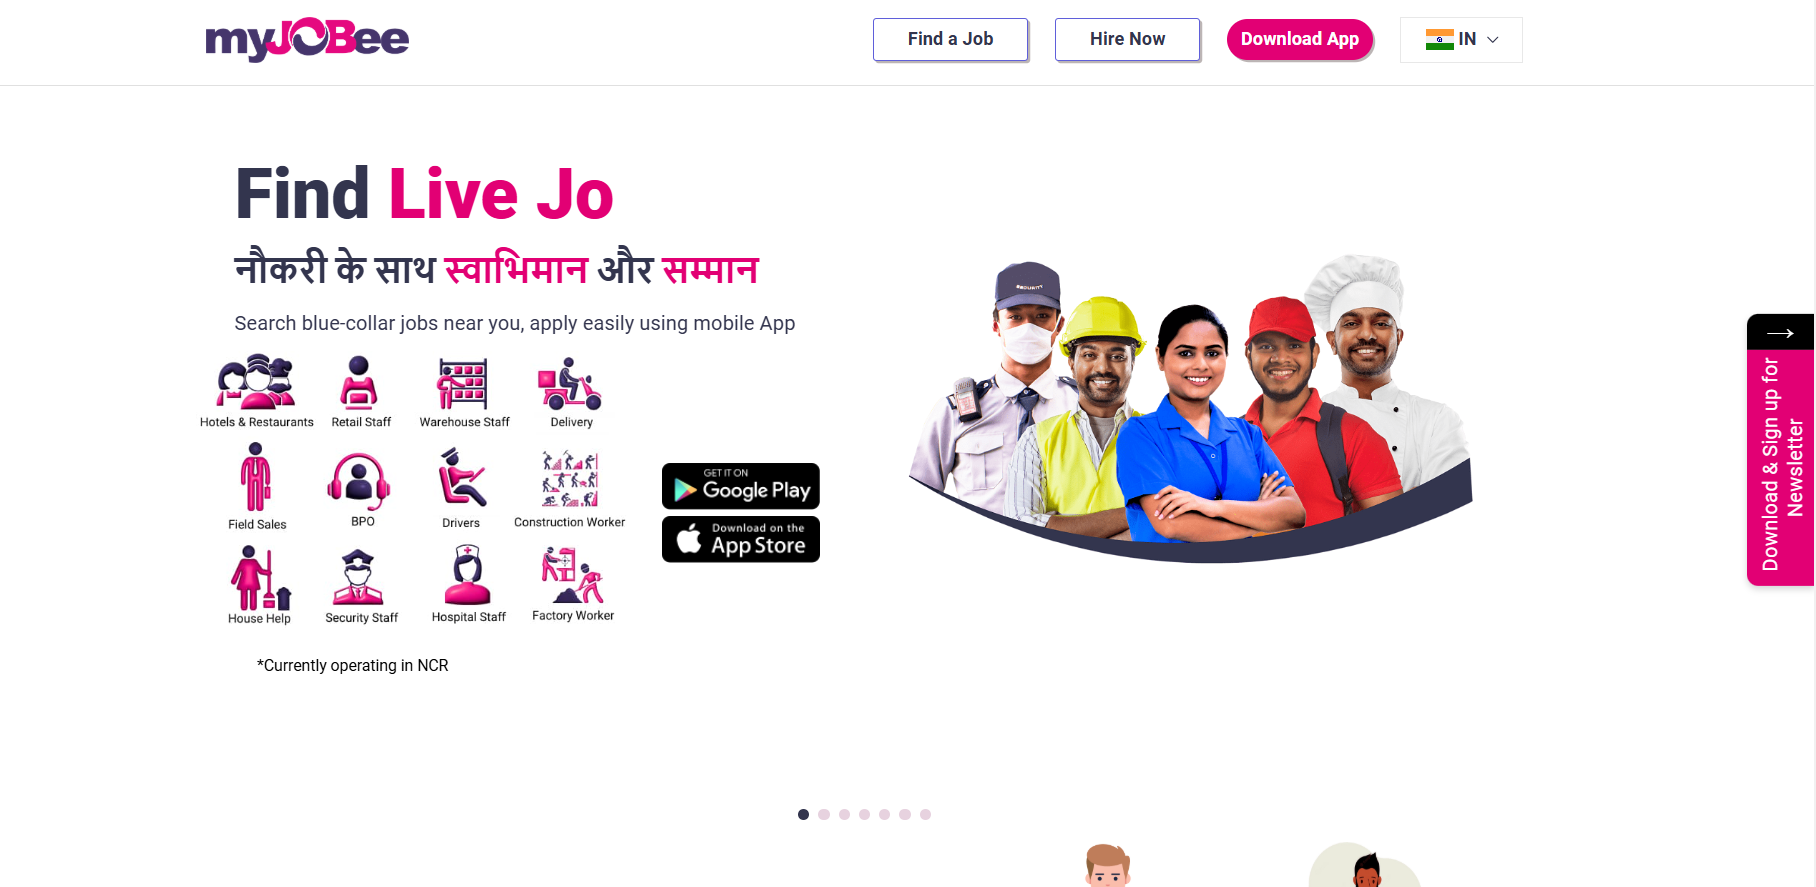 myJOBee
Find a Job
Hire Now
Download App
IN
Find Live Jo
नौकरी के साथ स्वाभिमान और सम्मान
Search blue-collar jobs near you, apply easily using mobile App
Hotels & Restaurants
Retail Staff
Warehouse Staff
Delivery
Field Sales
BPO
Drivers
Construction Worker
House Help
Security Staff
Hospital Staff
Factory Worker
GET IT ON
Google Play
Download on the
App Store
*Currently operating in NCR
SECURITY
Download & Sign up for
Newsletter